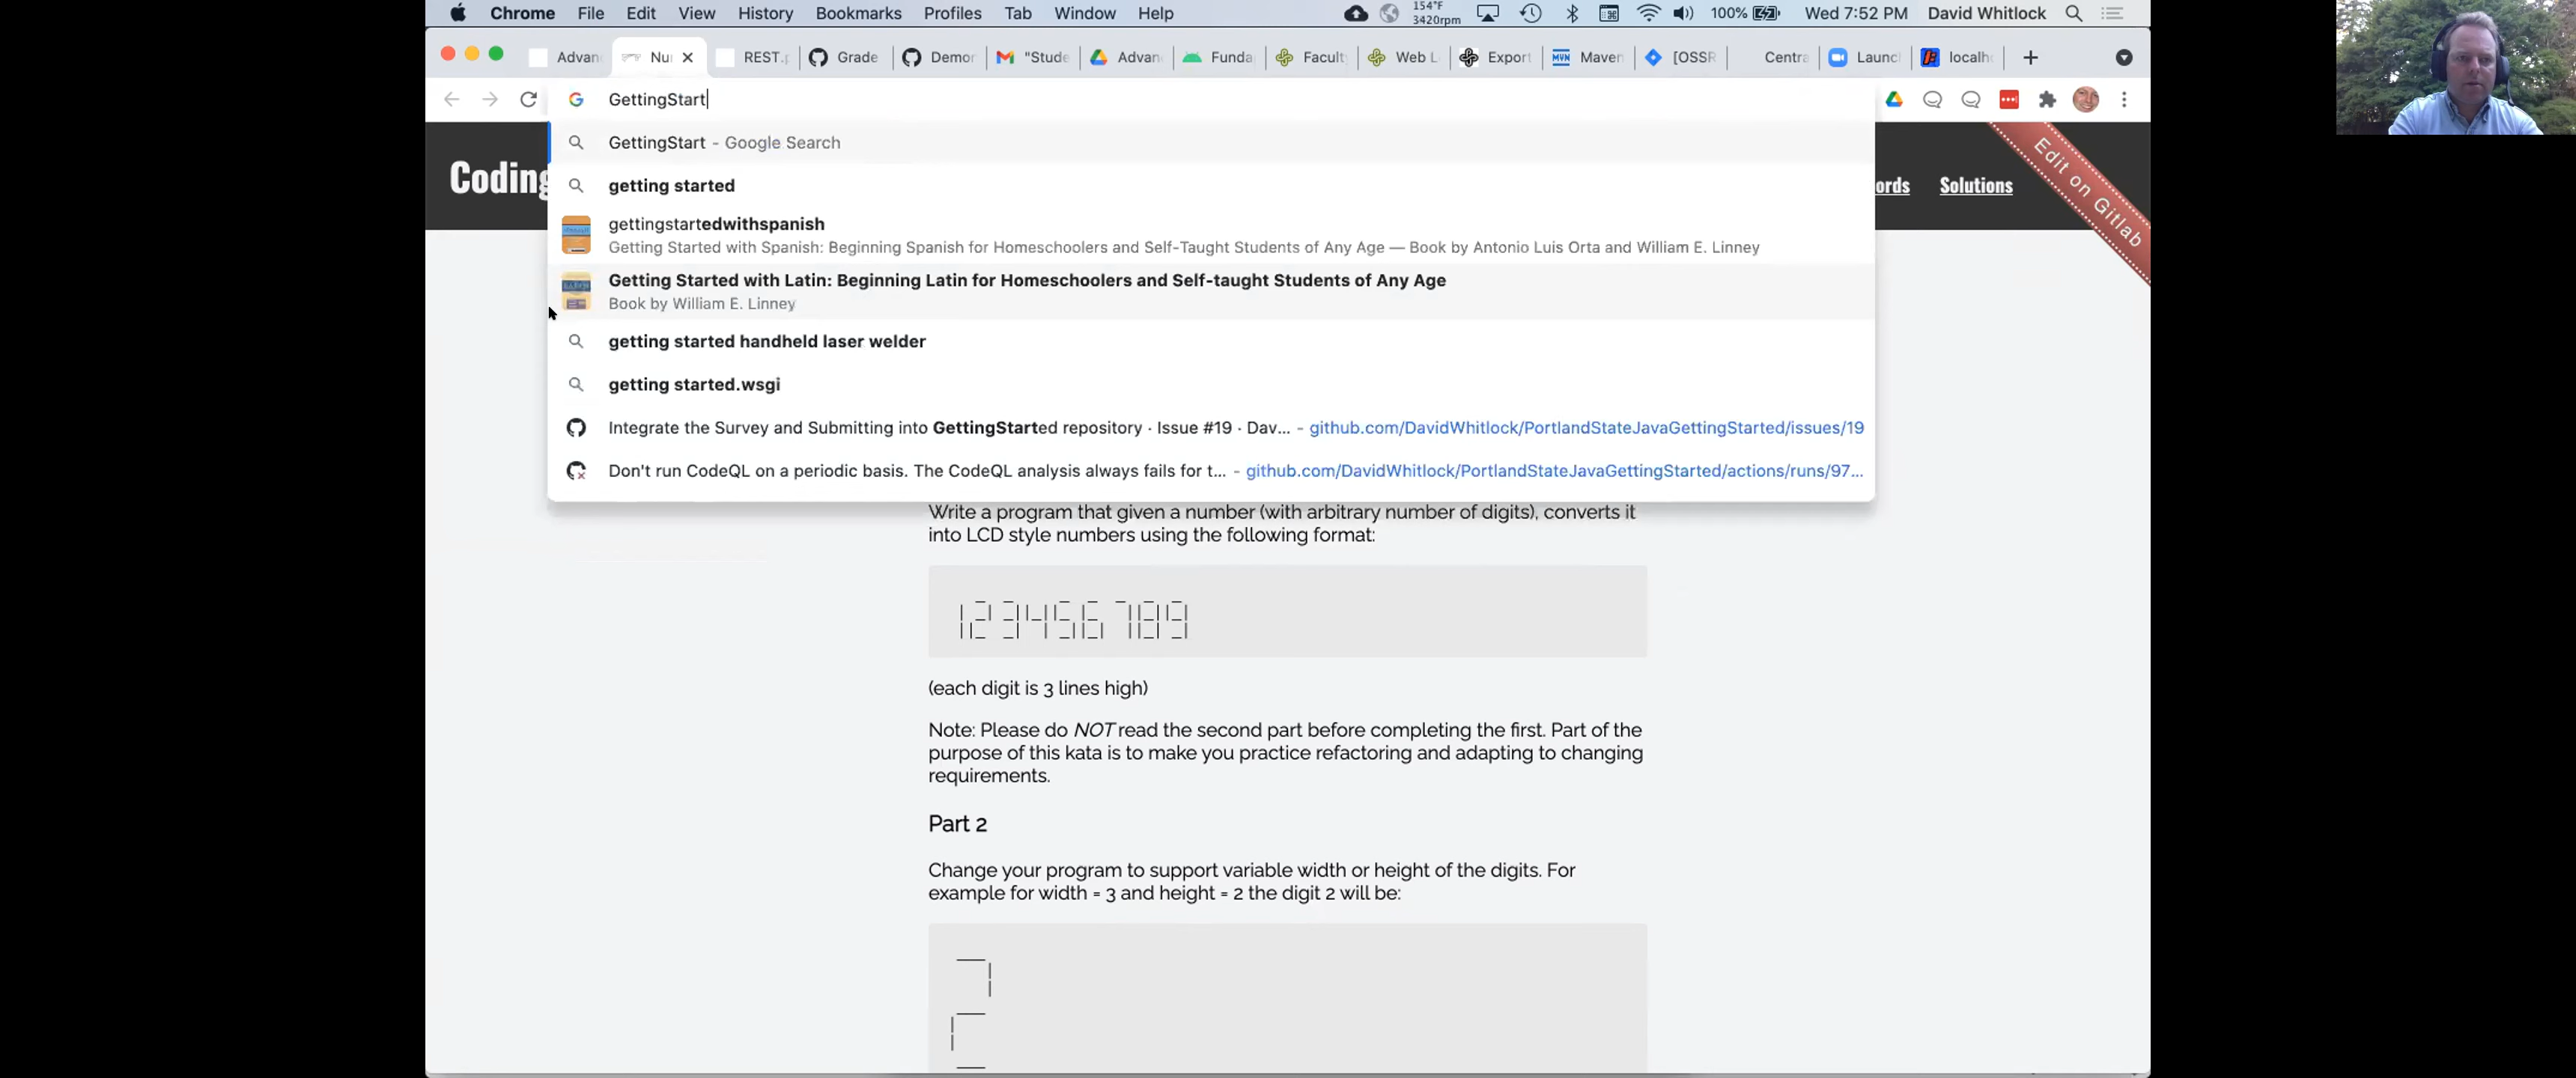 Chrome File Edit View History Bookmarks Profiles Tab Window Help 154°F 3420rpm 100% Wed 7:52 PM David Whitlock
Advan Nu REST.p Grade Demor "Stude Advan Funda Facult Web L Export Maven [OSSR Centra Launc localh
GettingStart
GettingStart - Google Search
getting started
gettingstartedwithspanish
Getting Started with Spanish: Beginning Spanish for Homeschoolers and Self-Taught Students of Any Age — Book by Antonio Luis Orta and William E. Linney
Getting Started with Latin: Beginning Latin for Homeschoolers and Self-taught Students of Any Age
Book by William E. Linney
getting started handheld laser welder
getting started.wsgi
Integrate the Survey and Submitting into GettingStarted repository · Issue #19 · Dav... - github.com/DavidWhitlock/PortlandStateJavaGettingStarted/issues/19
Don't run CodeQL on a periodic basis. The CodeQL analysis always fails for t... - github.com/DavidWhitlock/PortlandStateJavaGettingStarted/actions/runs/97...
Coding ords Solutions
Edit on Gitlab
Write a program that given a number (with arbitrary number of digits), converts it
into LCD style numbers using the following format:
123456789
(each digit is 3 lines high)
Note: Please do NOT read the second part before completing the first. Part of the
purpose of this kata is to make you practice refactoring and adapting to changing
requirements.
Part 2
Change your program to support variable width or height of the digits. For
example for width = 3 and height = 2 the digit 2 will be: